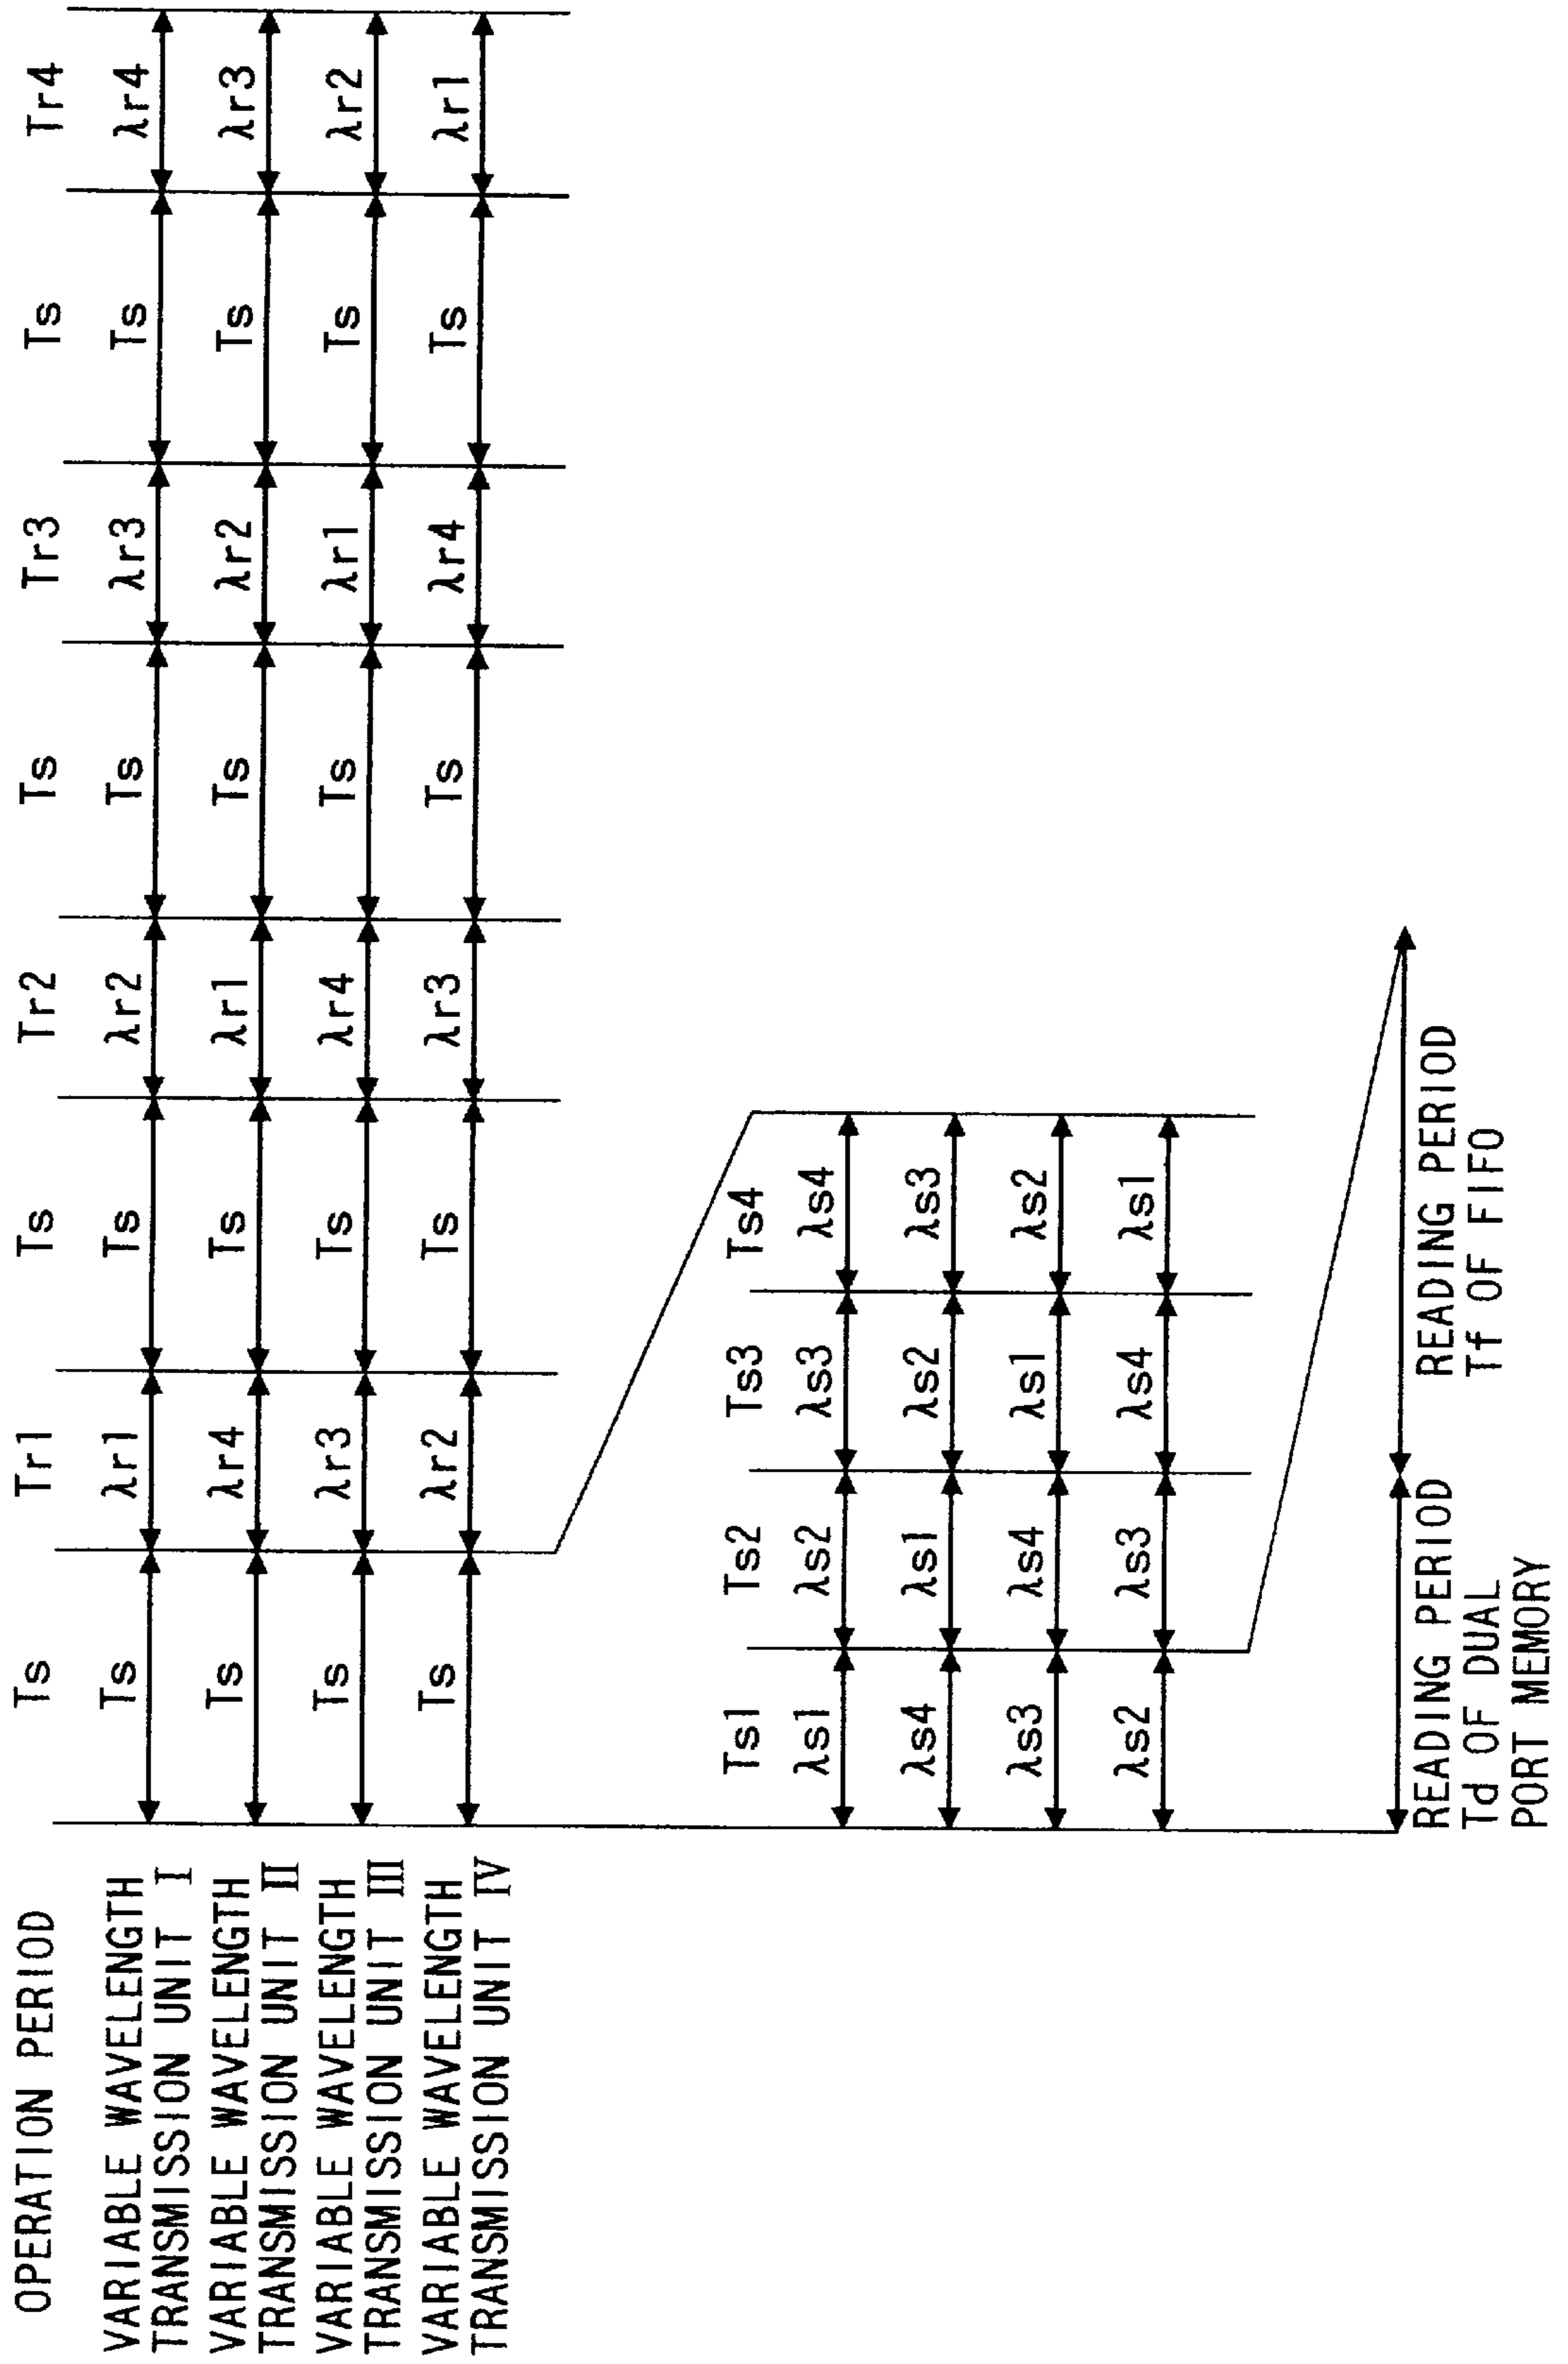 OPERATION PERIOD Ts Tr1 Ts Tr2 Ts Tr3 Ts Tr4
VARIABLE WAVELENGTH
TRANSMISSION UNIT I Ts λr1 Ts λr2 Ts λr3 Ts λr4
VARIABLE WAVELENGTH
TRANSMISSION UNIT II Ts λr4 Ts λr1 Ts λr2 Ts λr3
VARIABLE WAVELENGTH
TRANSMISSION UNIT III Ts λr3 Ts λr4 Ts λr1 Ts λr2
VARIABLE WAVELENGTH
TRANSMISSION UNIT IV Ts λr2 Ts λr3 Ts λr4 Ts λr1
Ts1 Ts2 Ts3 Ts4
λs1 λs2 λs3 λs4
λs4 λs1 λs2 λs3
λs3 λs4 λs1 λs2
λs2 λs3 λs4 λs1
READING PERIOD
Td OF DUAL
PORT MEMORY
READING PERIOD
Tf OF FIFO